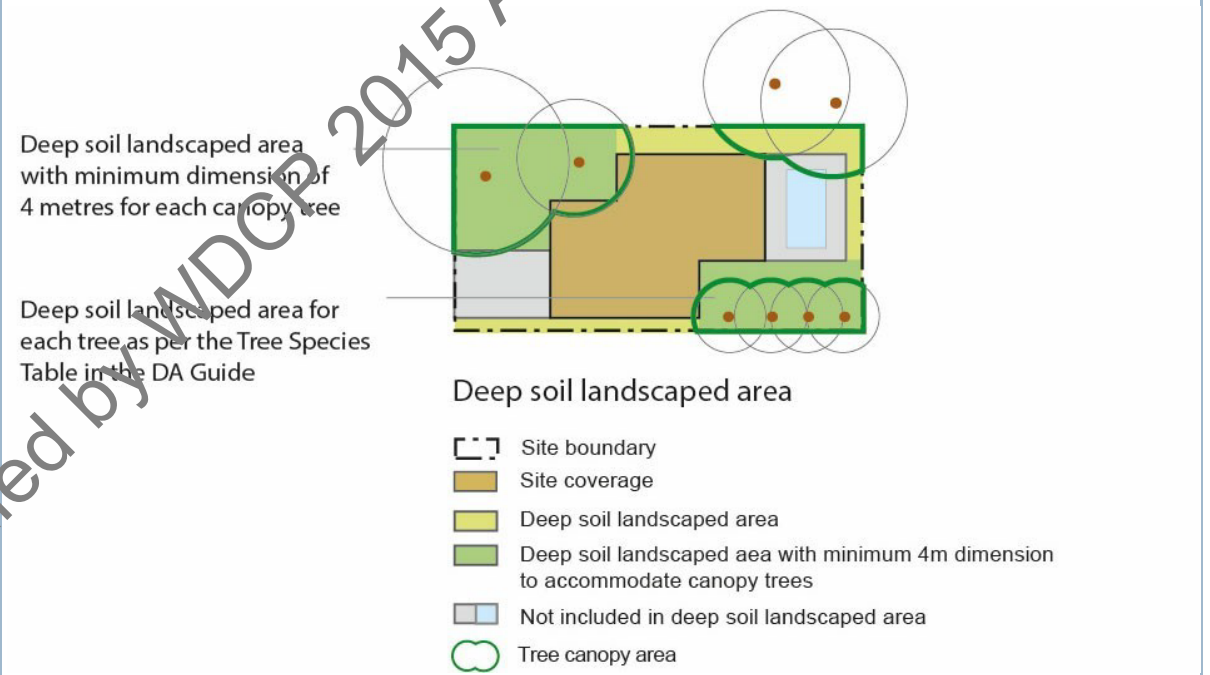 Deep soil landscaped area
with minimum dimension of
4 metres for each canopy tree
Deep soil landscaped area for
each tree as per the Tree Species
Table in the DA Guide
Deep soil landscaped area
Site boundary
Site coverage
Deep soil landscaped area
Deep soil landscaped aea with minimum 4m dimension
to accommodate canopy trees
Not included in deep soil landscaped area
Tree canopy area
by WDCP 2015